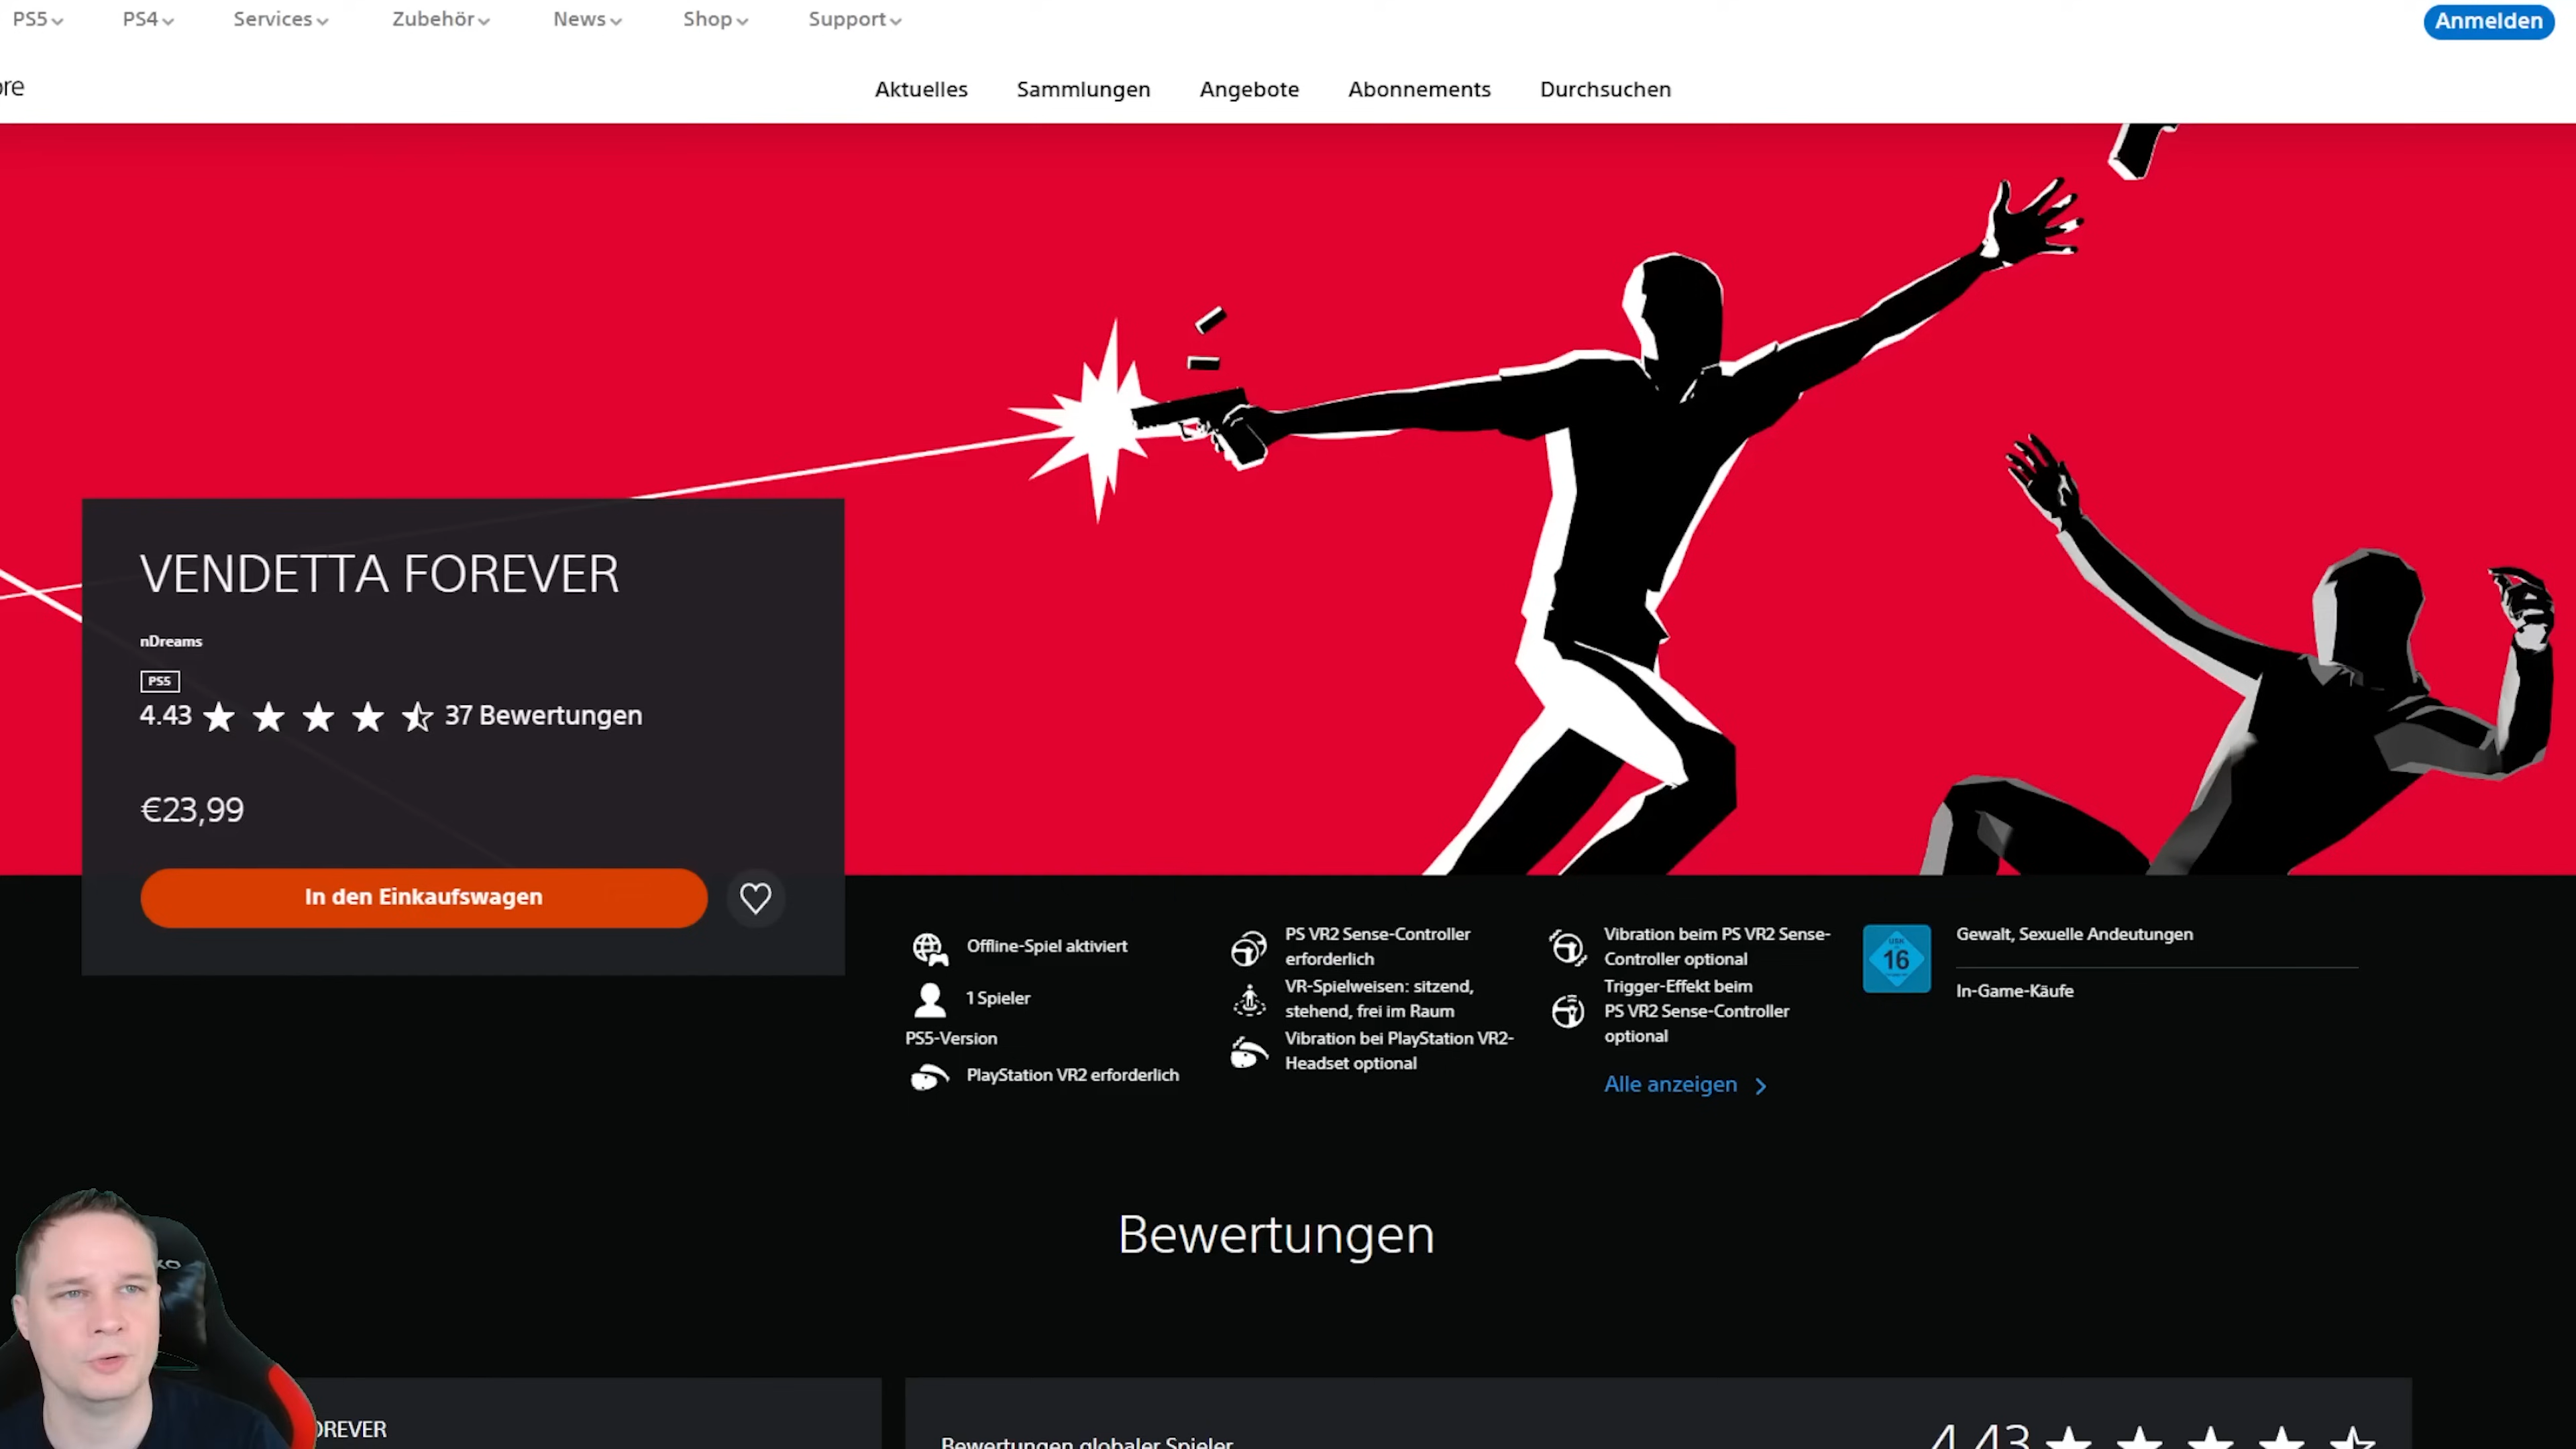 PS5
PS4
Services
Zubehör
News
Shop
Support
Anmelden
Aktuelles
Sammlungen
Angebote
Abonnements
Durchsuchen
VENDETTA FOREVER
nDreams
PS5
4.43
37 Bewertungen
€23,99
In den Einkaufswagen
Offline-Spiel aktiviert
1 Spieler
PS5-Version
PlayStation VR2 erforderlich
PS VR2 Sense-Controller
erforderlich
VR-Spielweisen: sitzend,
stehend, frei im Raum
Vibration bei PlayStation VR2-
Headset optional
Vibration beim PS VR2 Sense-
Controller optional
Trigger-Effekt beim
PS VR2 Sense-Controller
optional
Alle anzeigen
16
Gewalt, Sexuelle Andeutungen
In-Game-Käufe
Bewertungen
OREVER
Bewertungen globaler Spieler
4.43